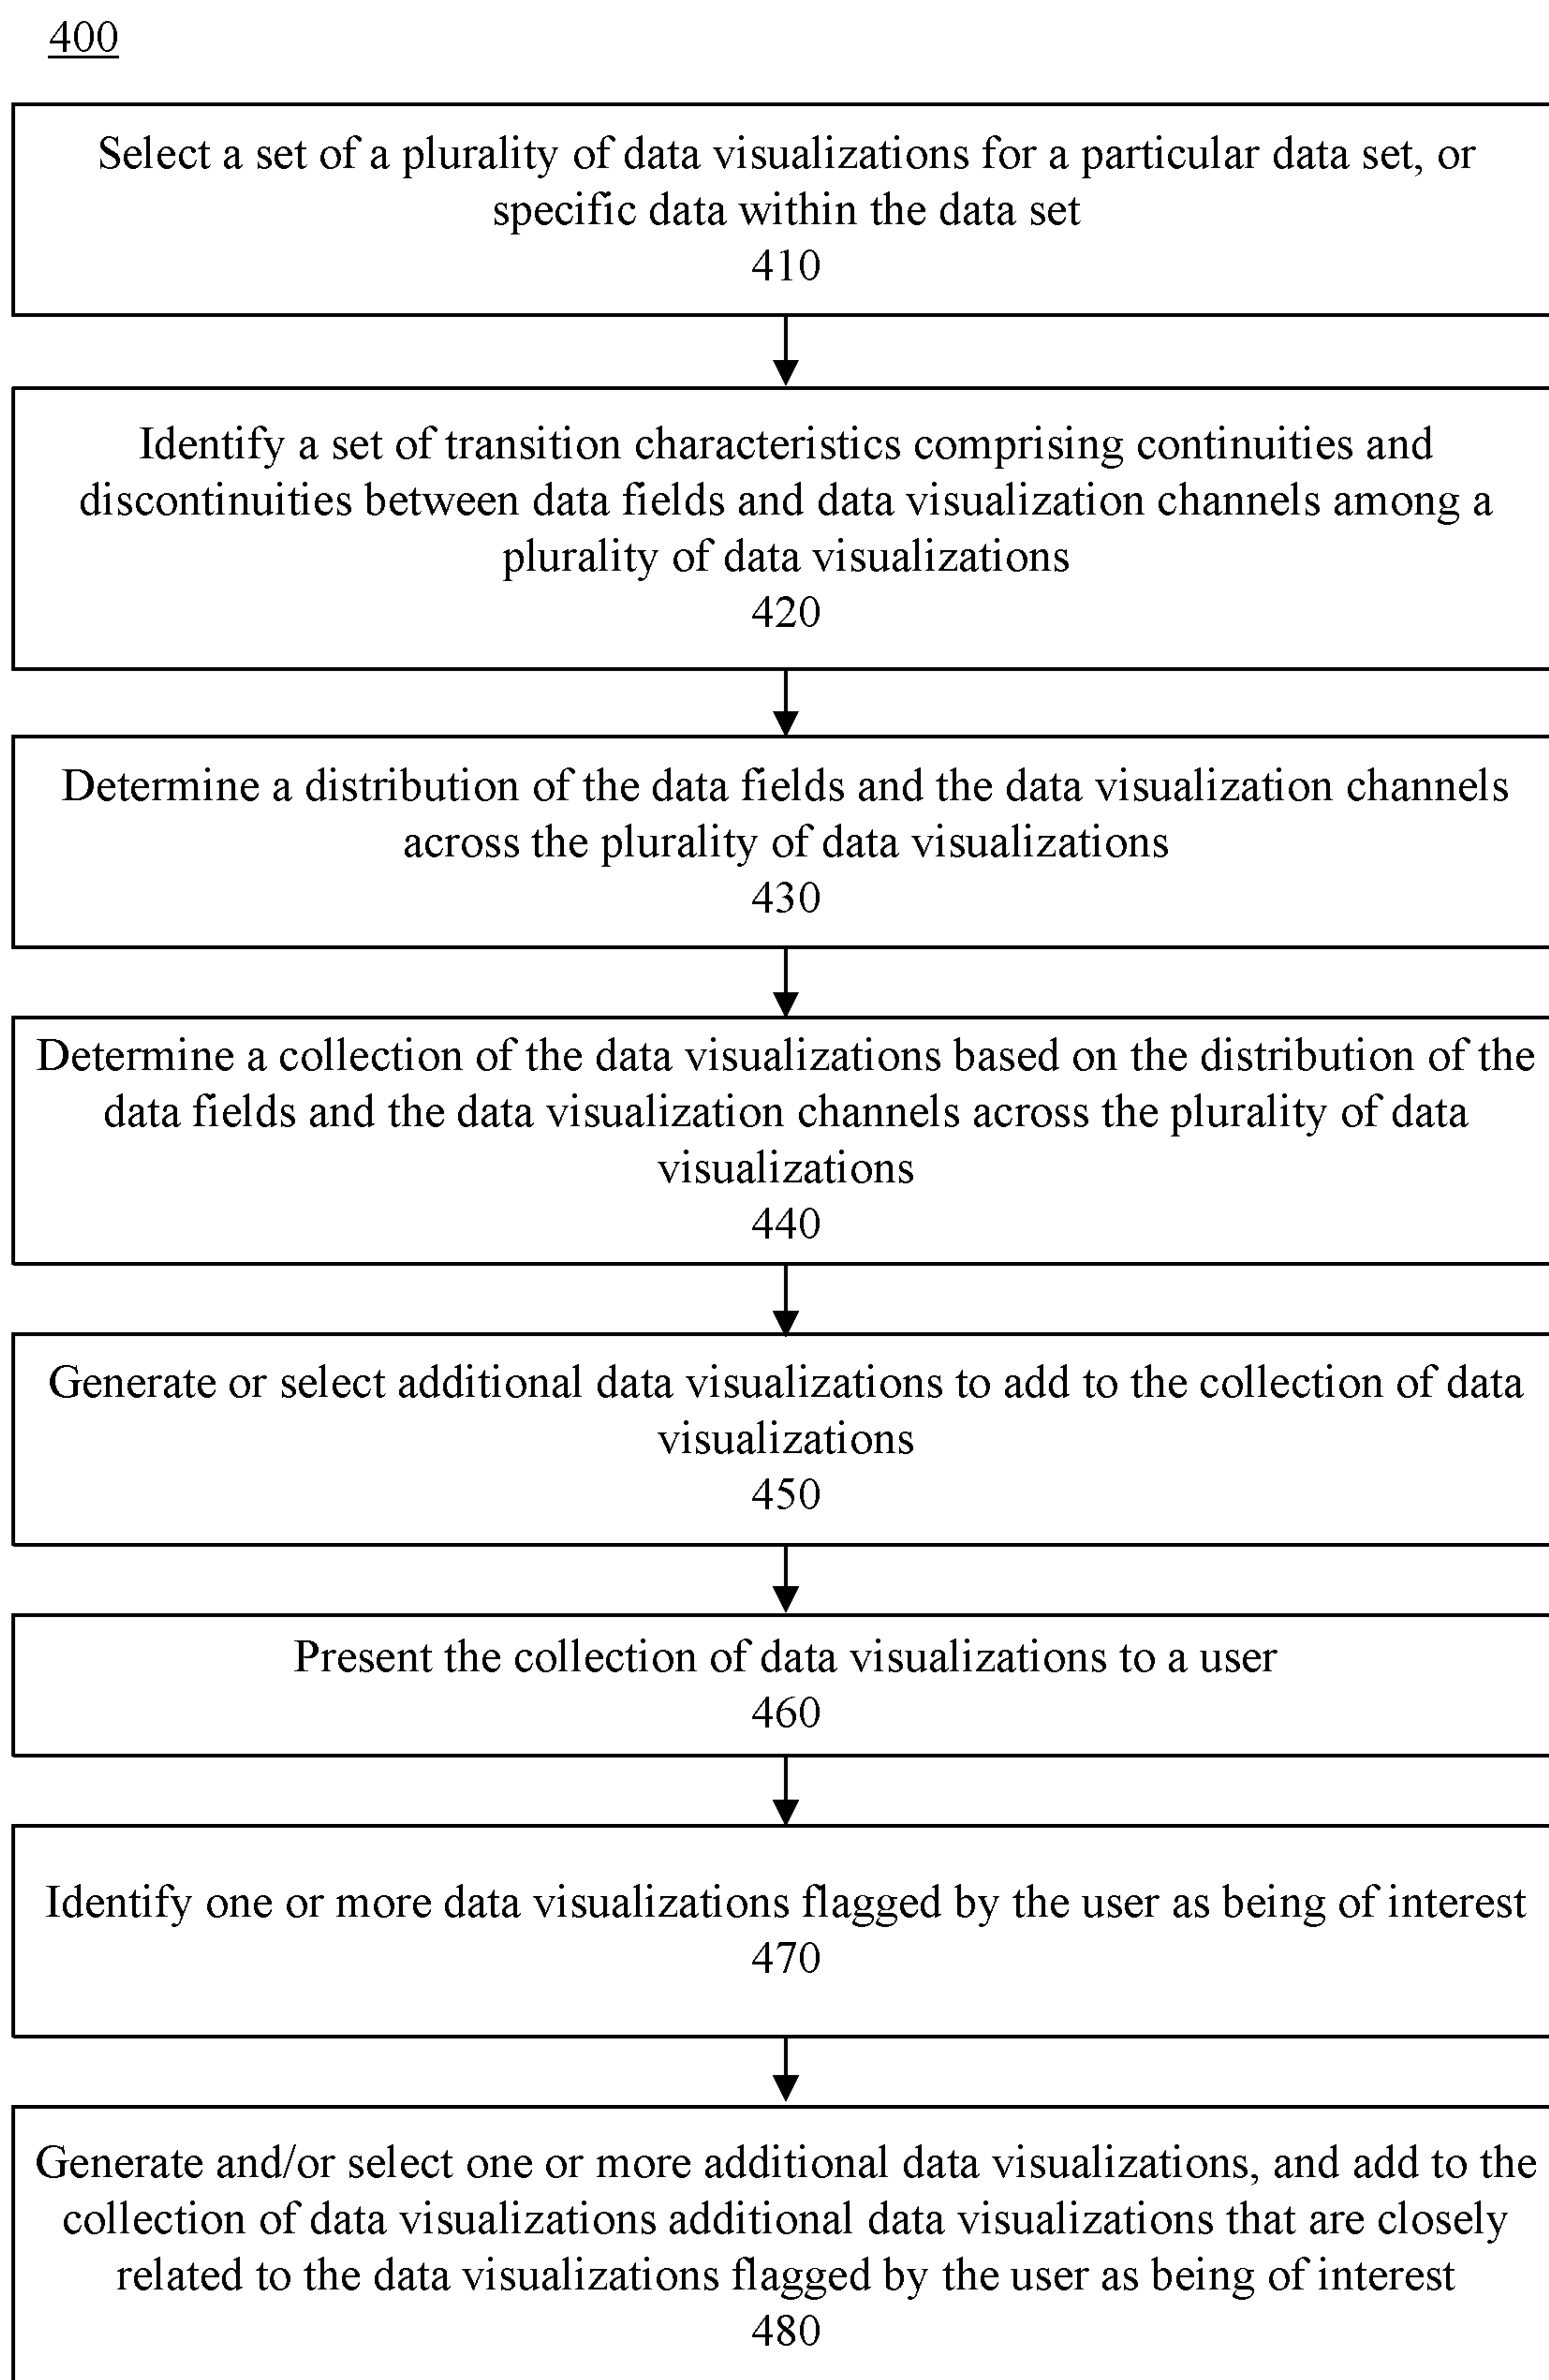 400
Select a set of a plurality of data visualizations for a particular data set, or
specific data within the data set
410
Identify a set of transition characteristics comprising continuities and
discontinuities between data fields and data visualization channels among a
plurality of data visualizations
420
Determine a distribution of the data fields and the data visualization channels
across the plurality of data visualizations
430
Determine a collection of the data visualizations based on the distribution of the
data fields and the data visualization channels across the plurality of data
visualizations
440
Generate or select additional data visualizations to add to the collection of data
visualizations
450
Present the collection of data visualizations to a user
460
Identify one or more data visualizations flagged by the user as being of interest
470
Generate and/or select one or more additional data visualizations, and add to the
collection of data visualizations additional data visualizations that are closely
related to the data visualizations flagged by the user as being of interest
480